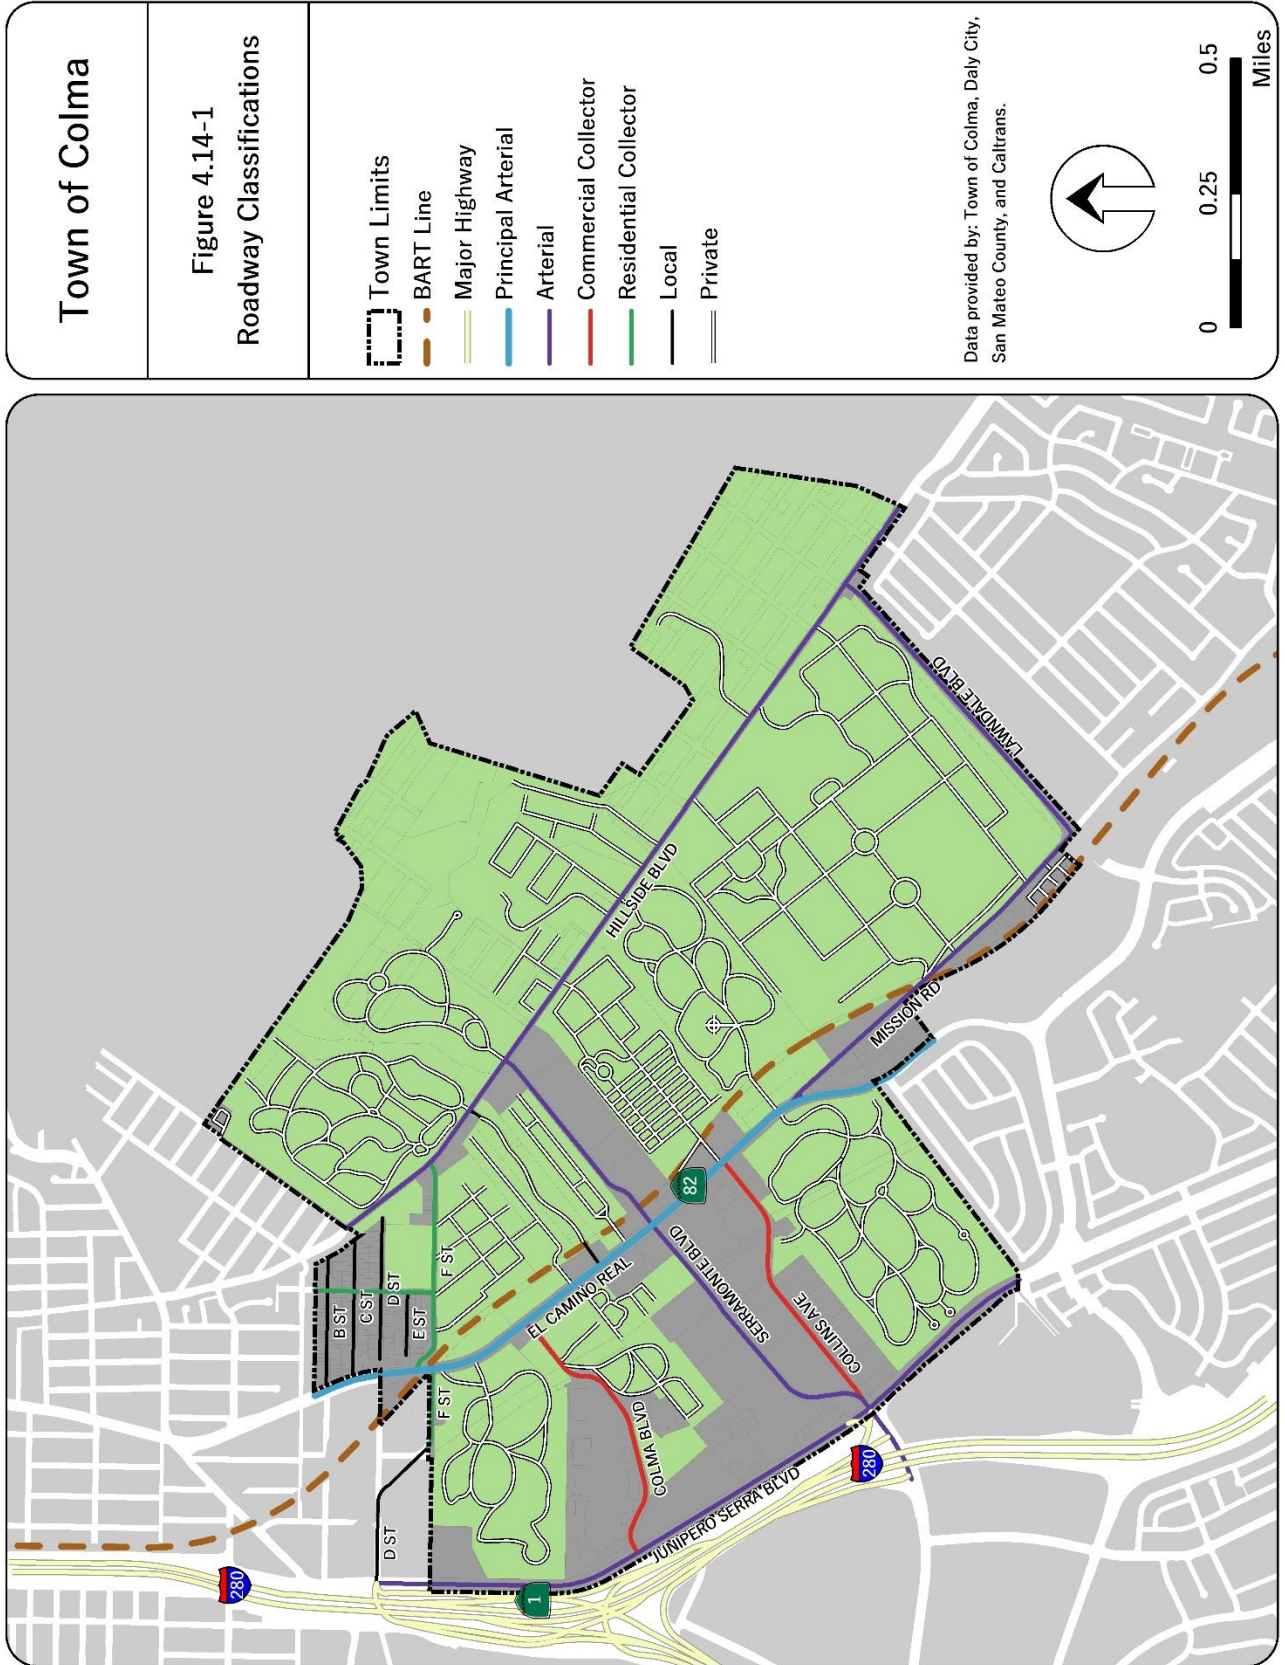 Town of Colma
Figure 4.14-1
Roadway Classifications
Town Limits
BART Line
Major Highway
Principal Arterial
Arterial
Commercial Collector
Residential Collector
Local
Private
Data provided by: Town of Colma, Daly City,
San Mateo County, and Caltrans.
0 0.25 0.5
Miles
280
1
D ST
B ST
C ST
D ST
E ST
F ST
F ST
EL CAMINO REAL
COLMA BLVD
JUNIPERO SERRA BLVD
SERRAMONTE BLVD
COLLINS AVE
82
280
HILLSIDE BLVD
MISSION RD
LAWNDALE BLVD